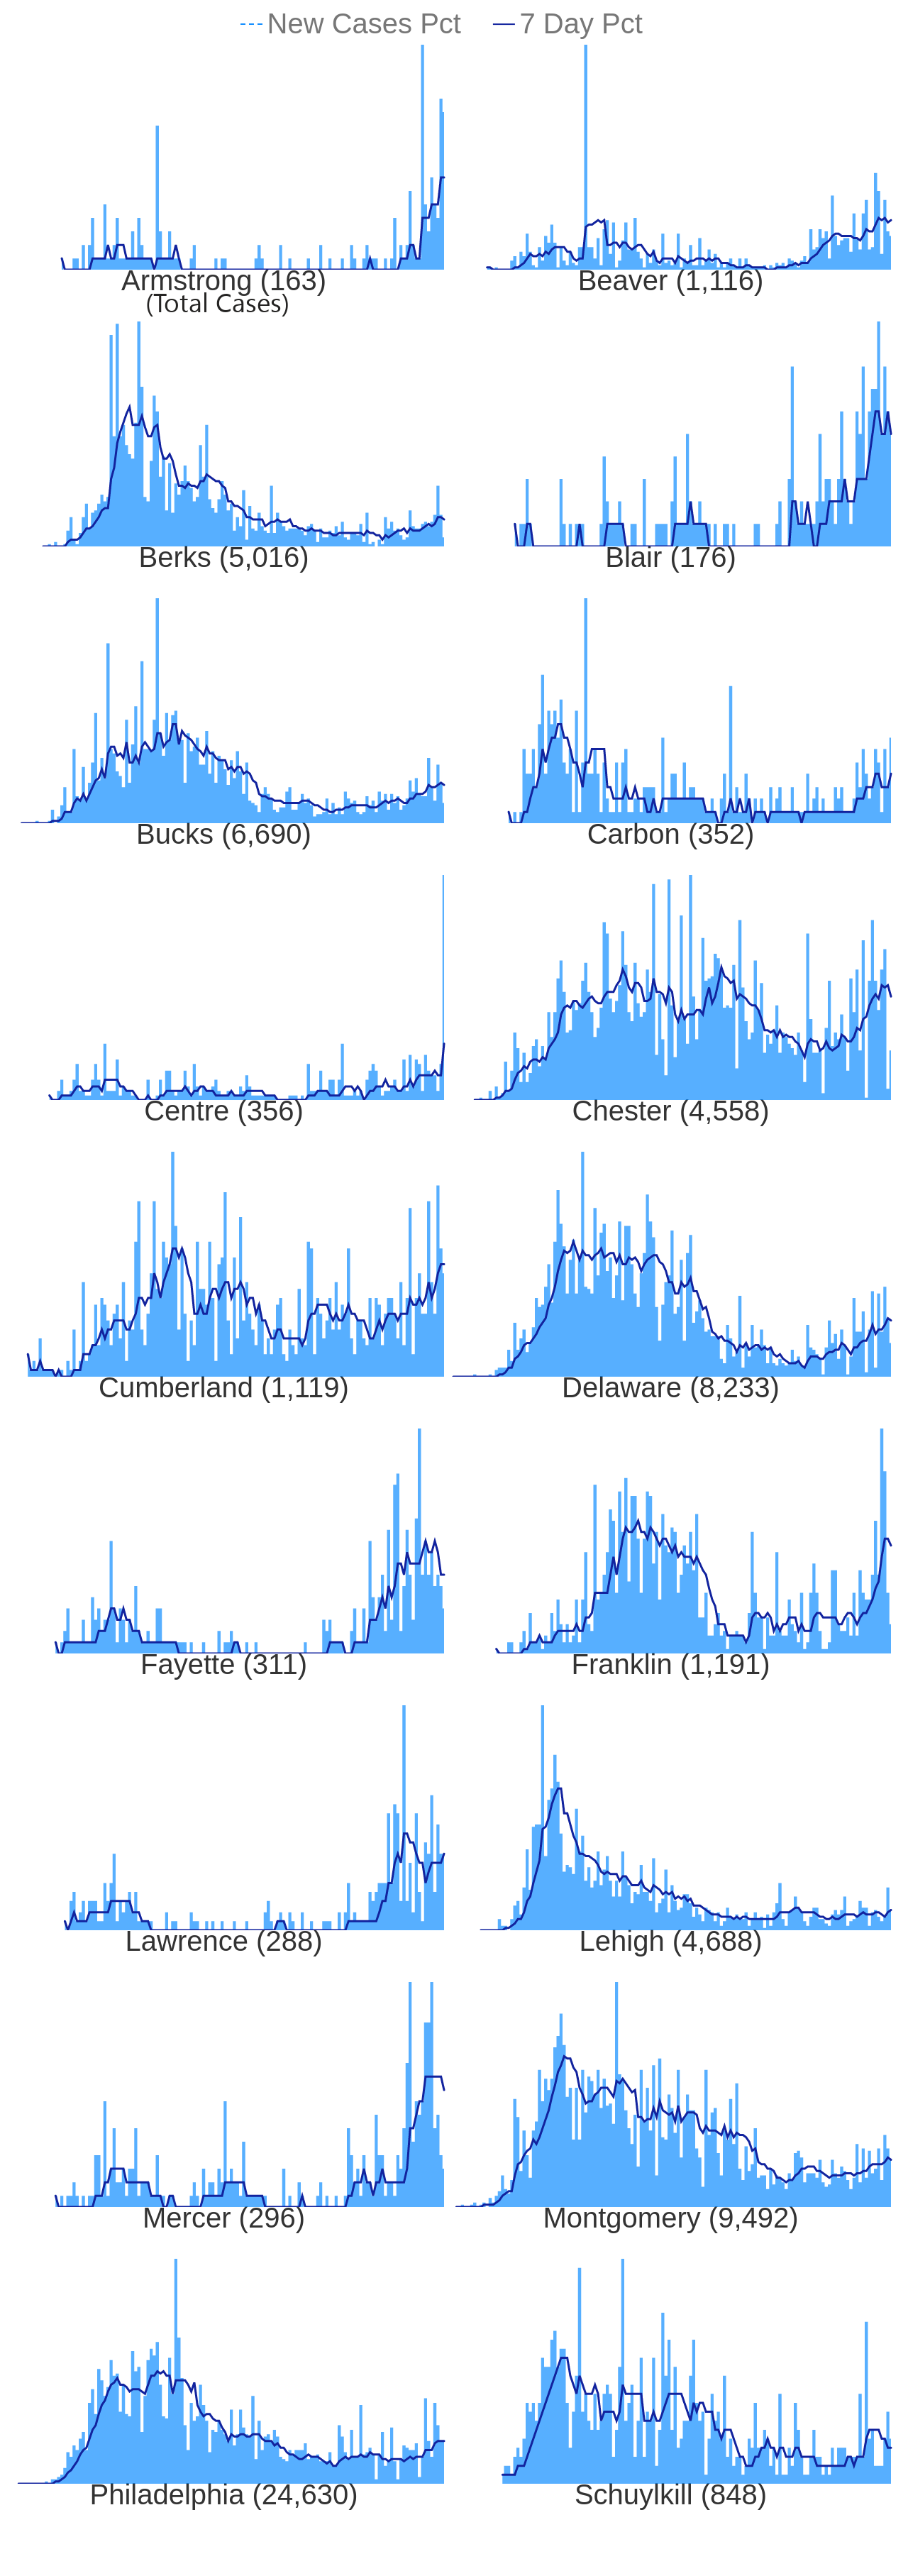 New Cases Pct 7 Day Pct
Armstrong (163) Beaver (1,116)
(Total Cases)
Berks (5,016) Blair (176)
Bucks (6,690) Carbon (352)
Centre (356) Chester (4,558)
Cumberland (1,119) Delaware (8,233)
Fayette (311) Franklin (1,191)
Lawrence (288) Lehigh (4,688)
Mercer (296) Montgomery (9,492)
Philadelphia (24,630) Schuylkill (848)